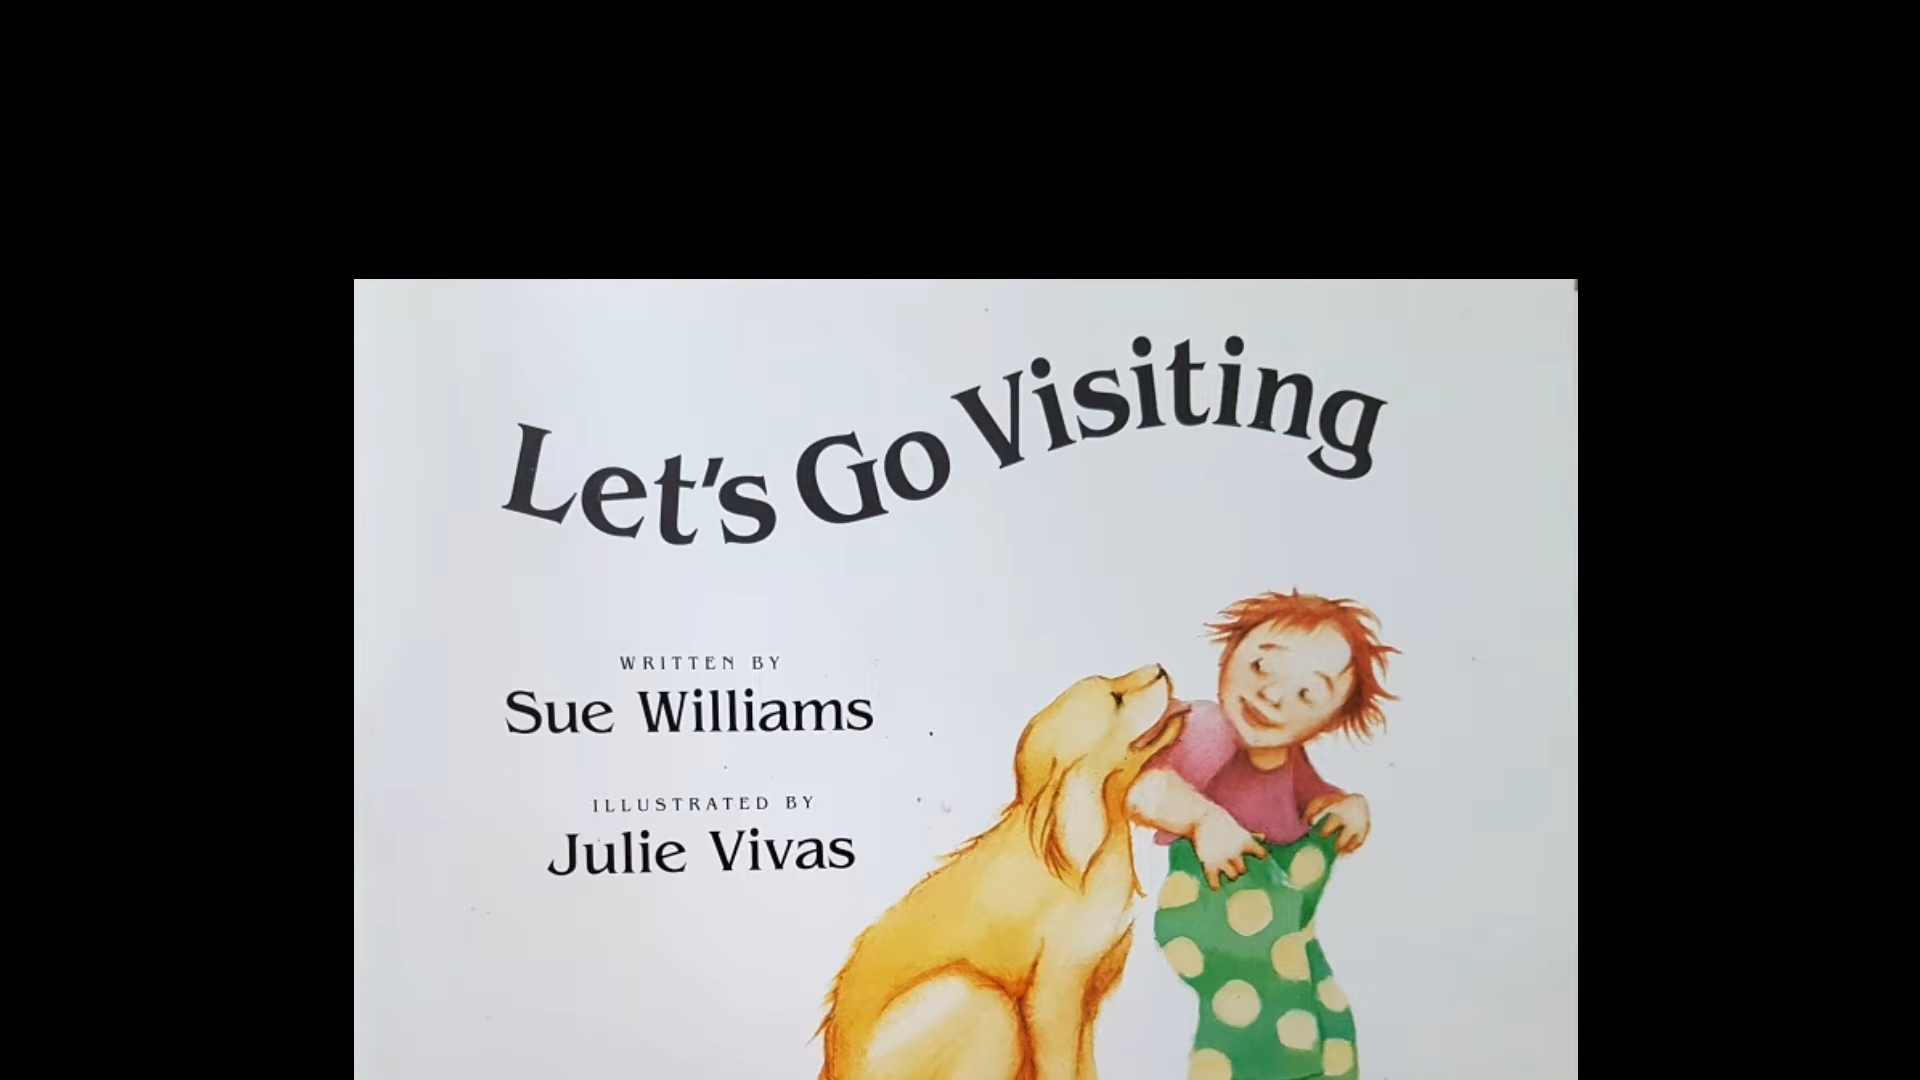 Let's Go Visiting
WRITTEN BY
Sue Williams
ILLUSTRATED BY
Julie Vivas